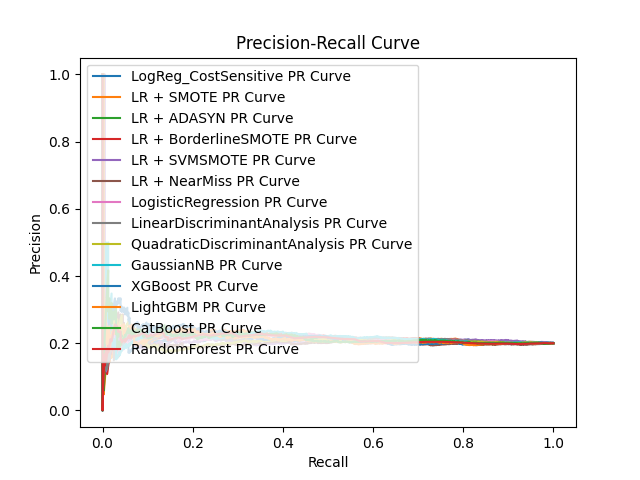 Precision-Recall Curve
1.0
0.8
0.6
0.4
0.2
0.0
Precision
LogReg_CostSensitive PR Curve
LR + SMOTE PR Curve
LR + ADASYN PR Curve
LR + BorderlineSMOTE PR Curve
LR + SVMSMOTE PR Curve
LR + NearMiss PR Curve
LogisticRegression PR Curve
LinearDiscriminantAnalysis PR Curve
QuadraticDiscriminantAnalysis PR Curve
GaussianNB PR Curve
XGBoost PR Curve
LightGBM PR Curve
CatBoost PR Curve
RandomForest PR Curve
0.0 0.2 0.4 0.6 0.8 1.0
Recall